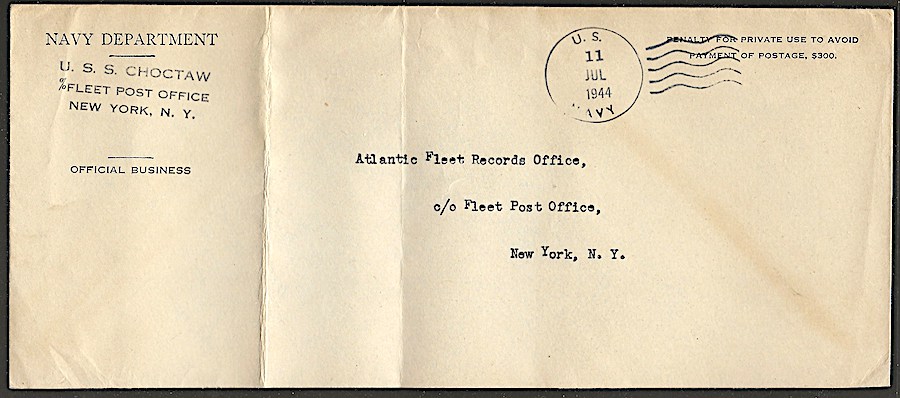 NAVY DEPARTMENT
U. S. S. CHOCTAW
% FLEET POST OFFICE
NEW YORK, N. Y.
OFFICIAL BUSINESS
U. S.
11
JUL
1944
NAVY
PENALTY FOR PRIVATE USE TO AVOID
PAYMENT OF POSTAGE, $300.
Atlantic Fleet Records Office,
c/o Fleet Post Office,
New York, N. Y.